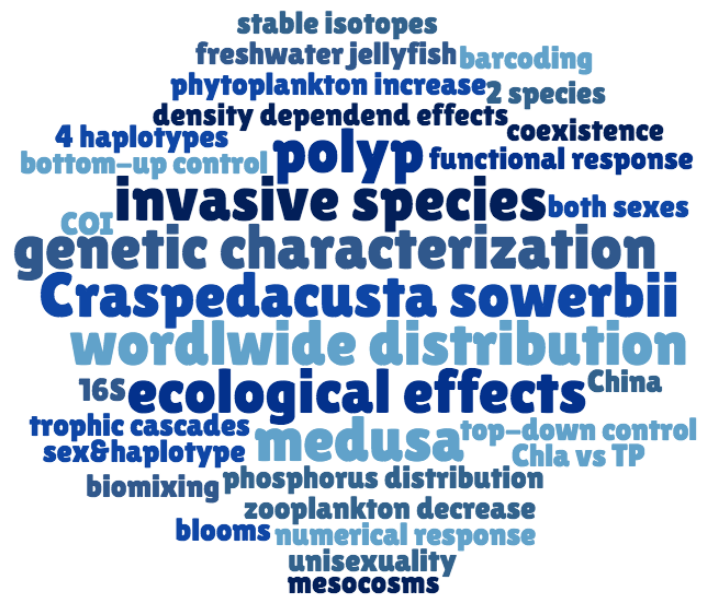 stable isotopes
freshwater jellyfish barcoding
phytoplankton increase 2 species
density dependend effects coexistence
4 haplotypes polyp functional response
bottom-up control
invasive species both sexes
COI
genetic characterization
Craspedacusta sowerbii
wordlwide distribution
16S ecological effects China
trophic cascades medusa top-down control
sex&haplotype Chla vs TP
biomixing phosphorus distribution
zooplankton decrease
blooms numerical response
unisexuality
mesocosms